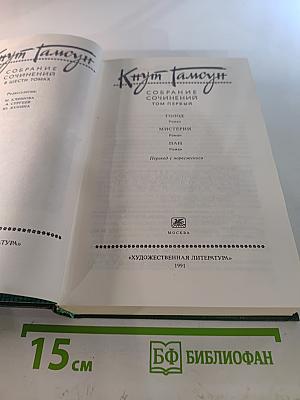 Кнут Гамсун
СОБРАНИЕ
СОЧИНЕНИЙ
В ШЕСТИ ТОМАХ
Редколлегия:
Кнут Гамсун
СОБРАНИЕ
СОЧИНЕНИЙ
ТОМ ПЕРВЫЙ
ГОЛОД
Роман
МИСТЕРИИ
Роман
ПАН
Роман
Перевод с норвежского
МОСКВА
«ХУДОЖЕСТВЕННАЯ ЛИТЕРАТУРА»
1991
15 см
БФ БИБЛИОФАН